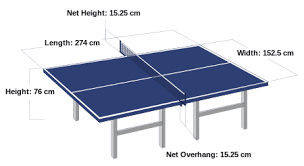 Net Height: 15.25 cm
Length: 274 cm
Width: 152.5 cm
Height: 76 cm
Net Overhang: 15.25 cm